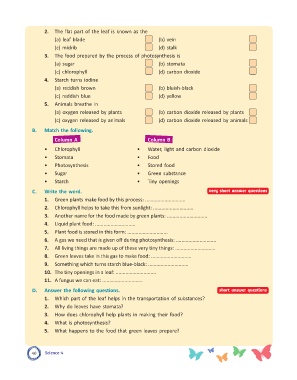 2. The flat part of the leaf is known as the
(a) leaf blade (b) vein
(c) midrib (d) stalk
3. The food prepared by the process of photosynthesis is
(a) sugar (b) stomata
(c) chlorophyll (d) carbon dioxide
4. Starch turns iodine
(a) reddish brown (b) bluish-black
(c) reddish blue (d) yellow
5. Animals breathe in
(a) oxygen released by plants (b) carbon dioxide released by plants
(c) oxygen released by animals (d) carbon dioxide released by animals
B. Match the following.
Column A Column B
• Chlorophyll • Water, light and carbon dioxide
• Stomata • Food
• Photosynthesis • Stored food
• Sugar • Green substance
• Starch • Tiny openings
C. Write the word. very short answer questions
1. Green plants make food by this process: ....................
2. Chlorophyll helps to take this from sunlight: ....................
3. Another name for the food made by green plants: ....................
4. Liquid plant food: ....................
5. Plant food is stored in this form: ....................
6. A gas we need that is given off during photosynthesis: ....................
7. All living things are made up of these very tiny things: ....................
8. Green leaves take in this gas to make food: ....................
9. Something which turns starch blue-black: ....................
10. The tiny openings in a leaf: ....................
11. A fungus we can eat: ....................
D. Answer the following questions. short answer questions
1. Which part of the leaf helps in the transportation of substances?
2. Why do leaves have stomata?
3. How does chlorophyll help plants in making their food?
4. What is photosynthesis?
5. What happens to the food that green leaves prepare?
Science 4